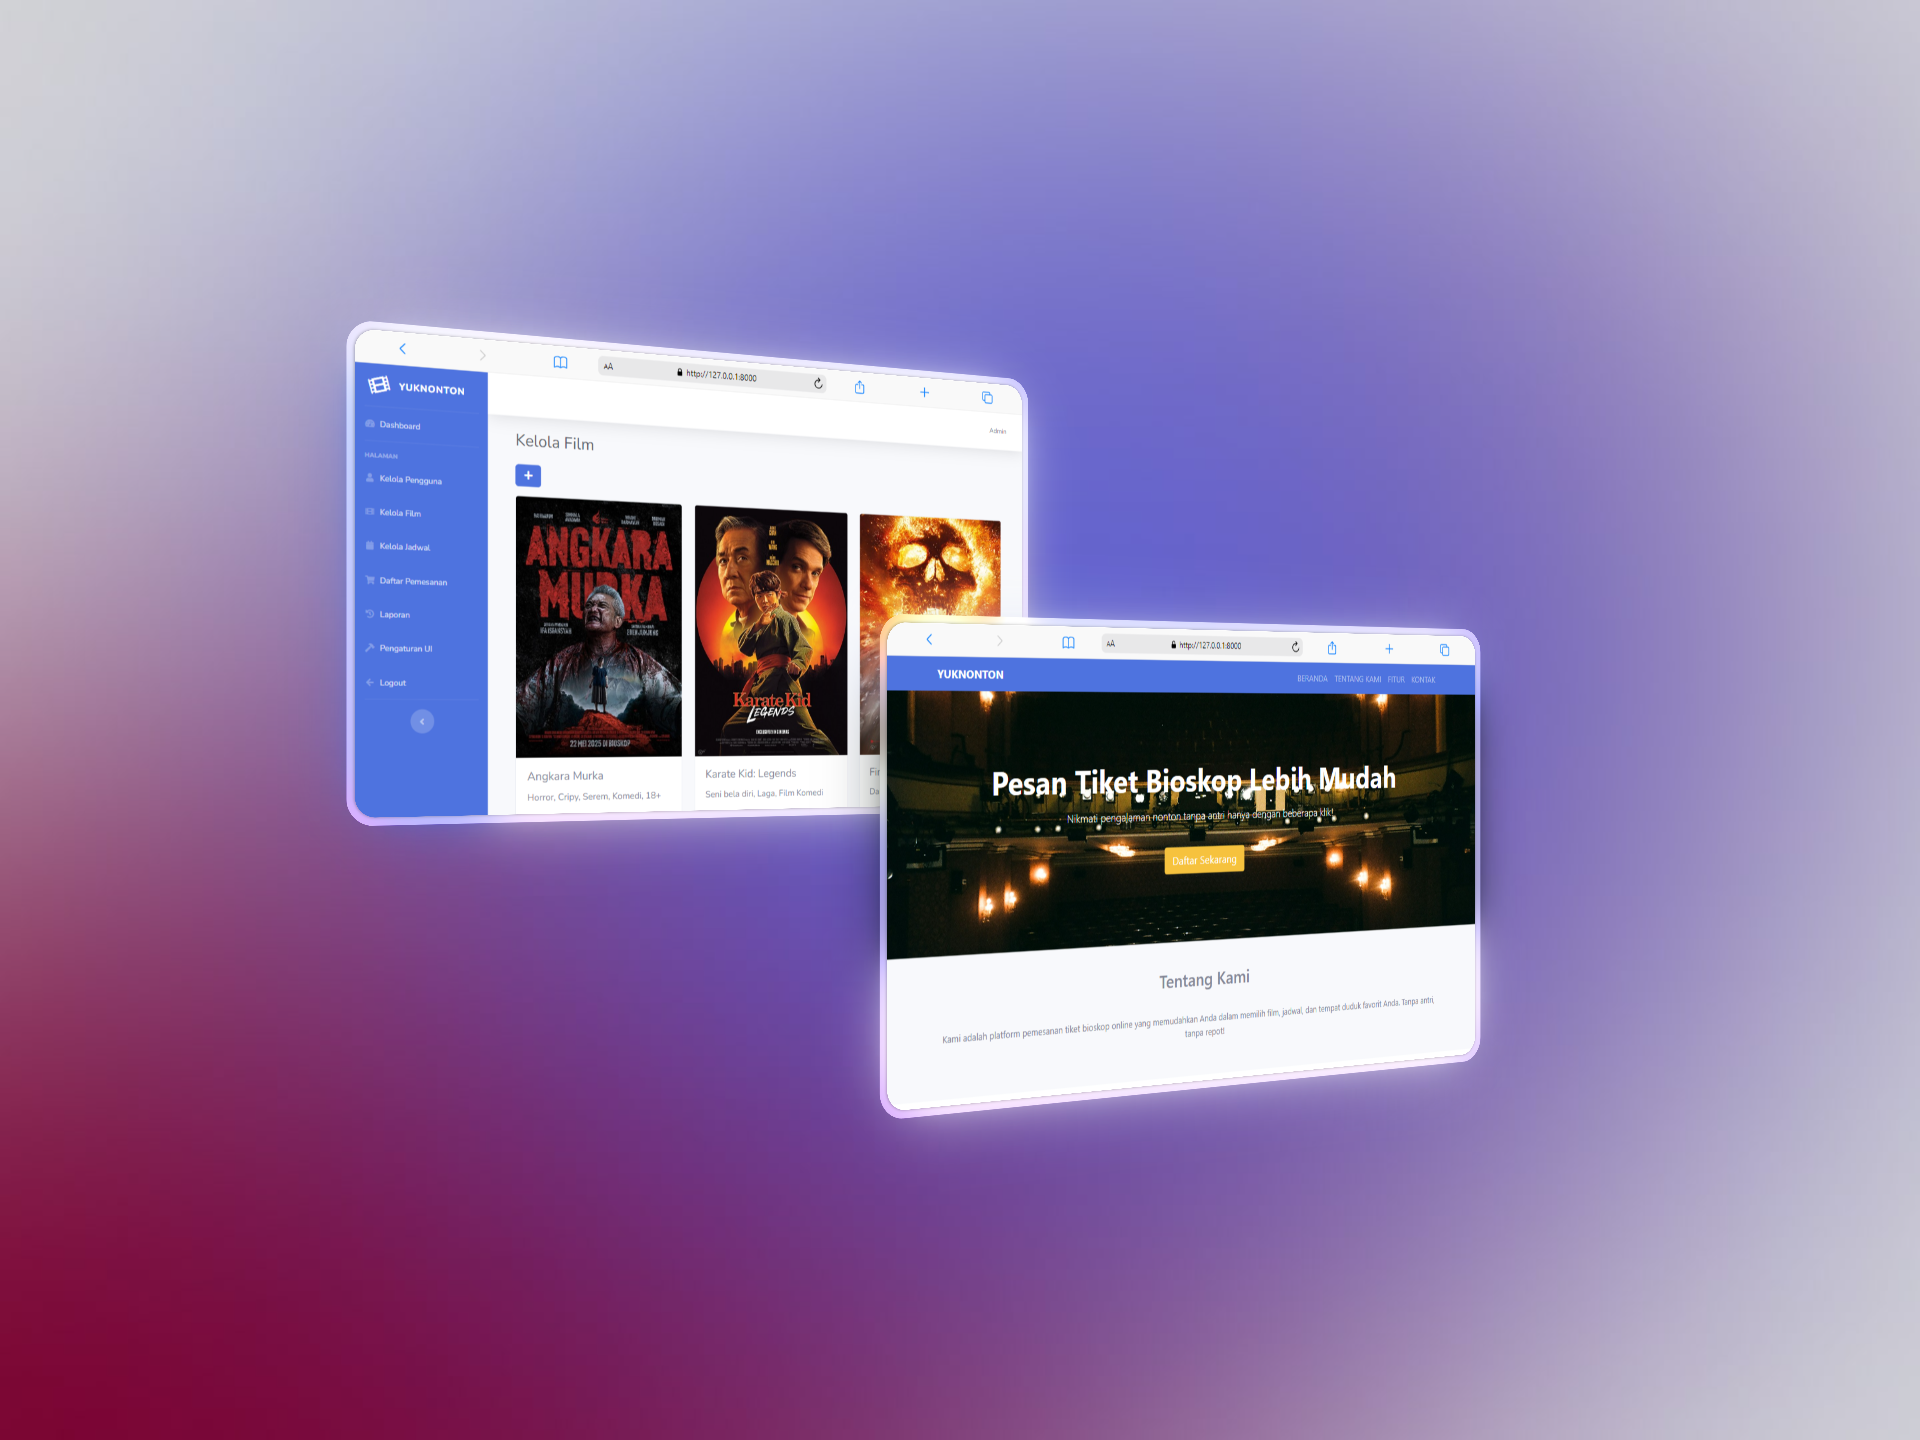 AA http://127.0.0.1:8000
YUKNONTON
Admin
Dashboard
HALAMAN
Kelola Pengguna
Kelola Film
Kelola Jadwal
Daftar Pemesanan
Laporan
Pengaturan UI
Logout
Kelola Film
+
ANGKARA
MURKA
22 MEI 2025 DI BIOSKOP
Angkara Murka
Horror, Cripy, Serem, Komedi, 18+
Karate Kid
LEGENDS
Karate Kid: Legends
Seni bela diri, Laga, Film Komedi
Fi
Da
AA http://127.0.0.1:8000
YUKNONTON
BERANDA TENTANG KAMI FITUR KONTAK
Pesan Tiket Bioskop Lebih Mudah
Nikmati pengalaman nonton tanpa antri hanya dengan beberapa klik!
Daftar Sekarang
Tentang Kami
Kami adalah platform pemesanan tiket bioskop online yang memudahkan Anda dalam memilih film, jadwal, dan tempat duduk favorit Anda. Tanpa antri,
tanpa repot!